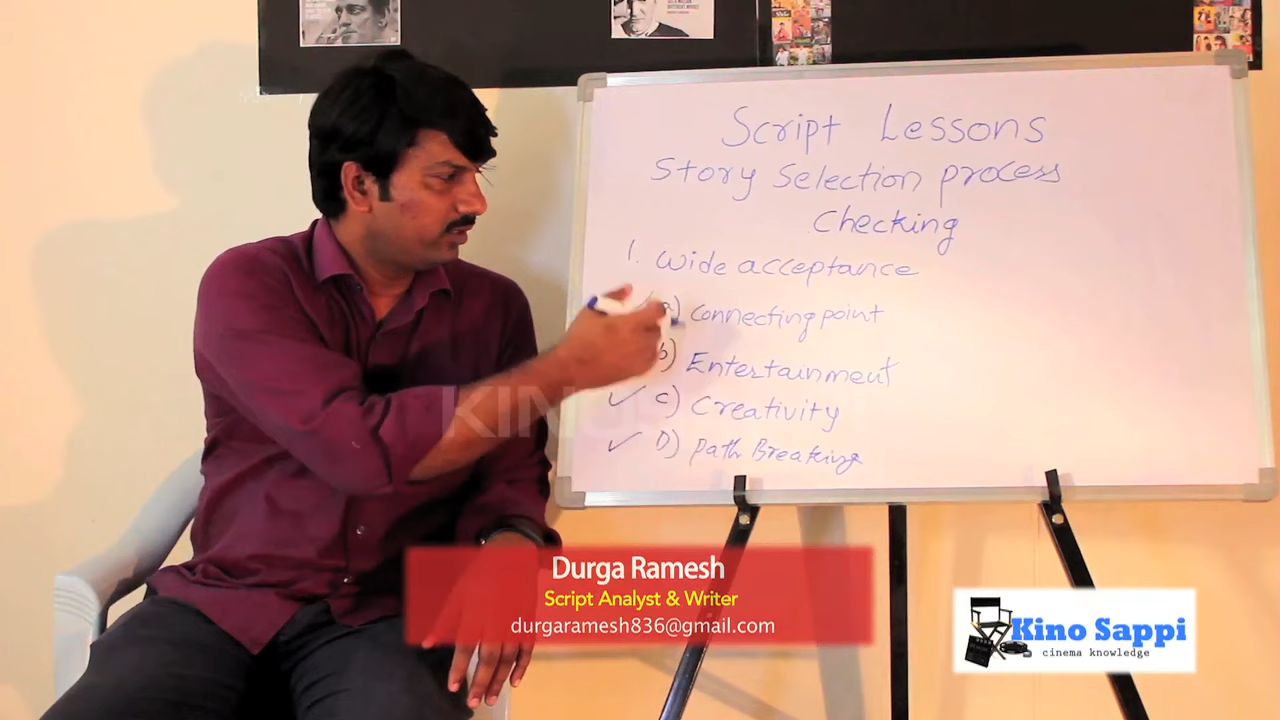 Script Lessons
Story Selection process
Checking
1. wide acceptance
a) connecting point
b) Entertainment
✓ c) Creativity
✓ D) path Breaking
KINO
Durga Ramesh
Script Analyst & Writer
durgaramesh836@gmail.com
Kino Sappi
cinema knowledge